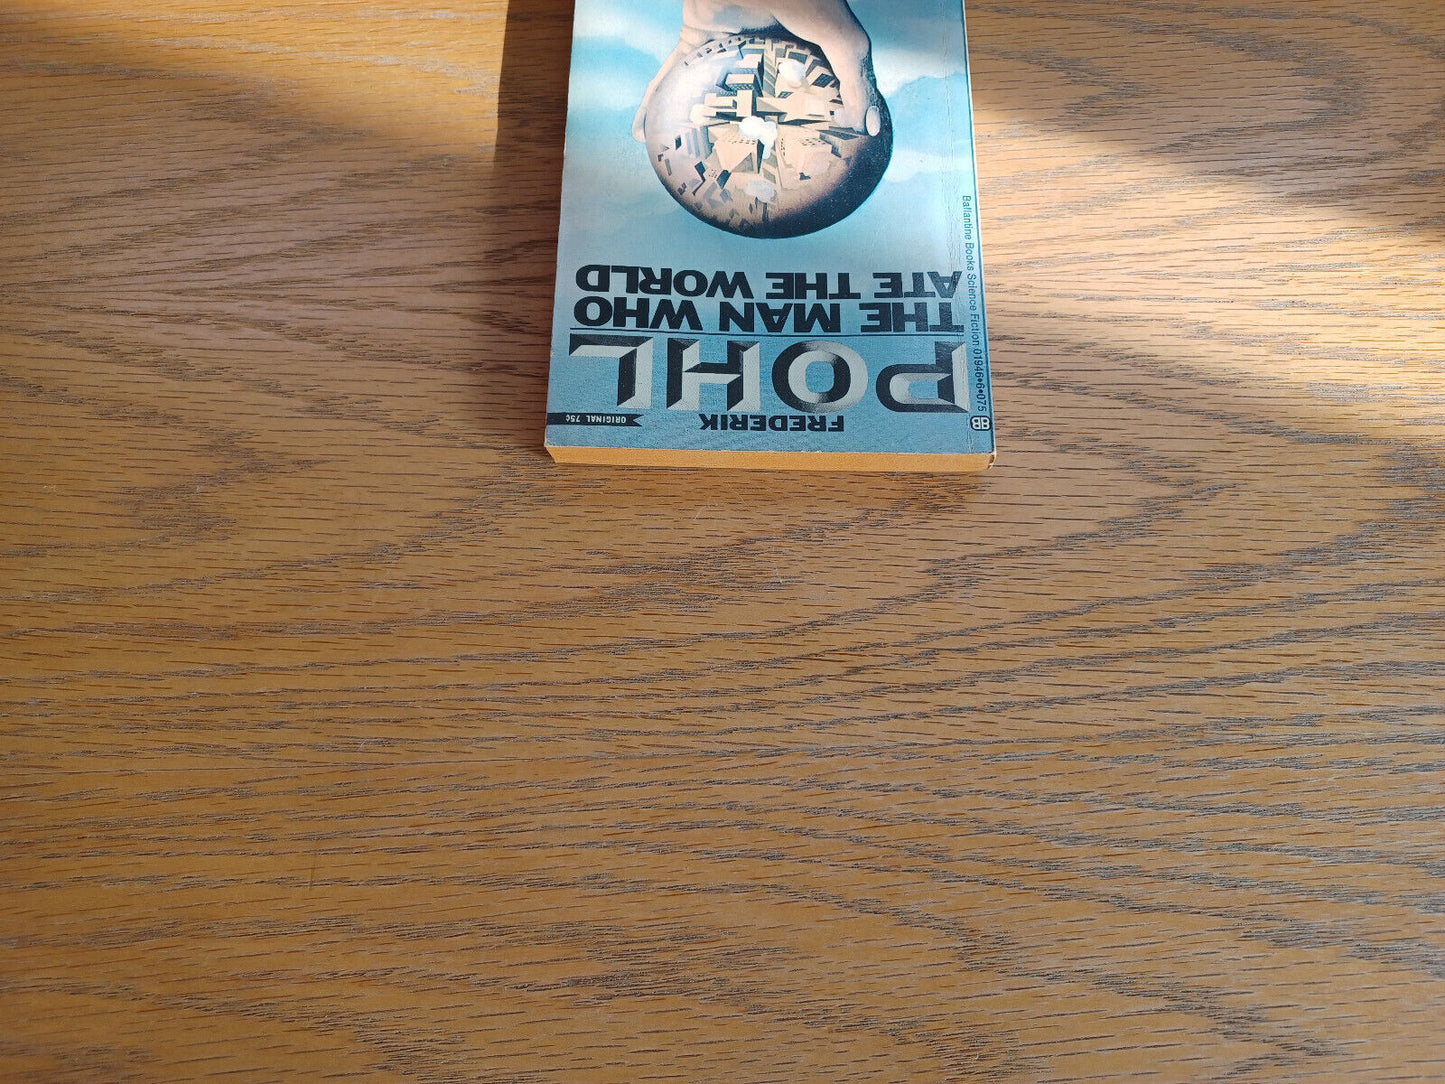 ORIGINAL 75¢
FREDERIK
POHL
THE MAN WHO
ATE THE WORLD
BB
Ballantine Books Science Fiction 01946•6•075